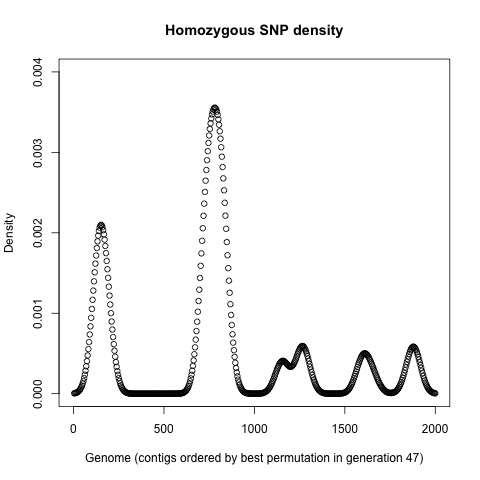 Homozygous SNP density
0.004
0.003
0.002
0.001
0.000
Density
0 500 1000 1500 2000
Genome (contigs ordered by best permutation in generation 47)